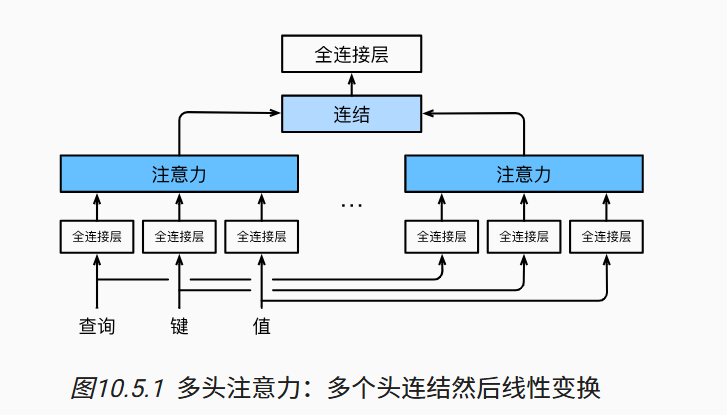 全连接层
连结
注意力 ... 注意力
全连接层 全连接层 全连接层 全连接层 全连接层 全连接层
查询 键 值
图10.5.1 多头注意力：多个头连结然后线性变换